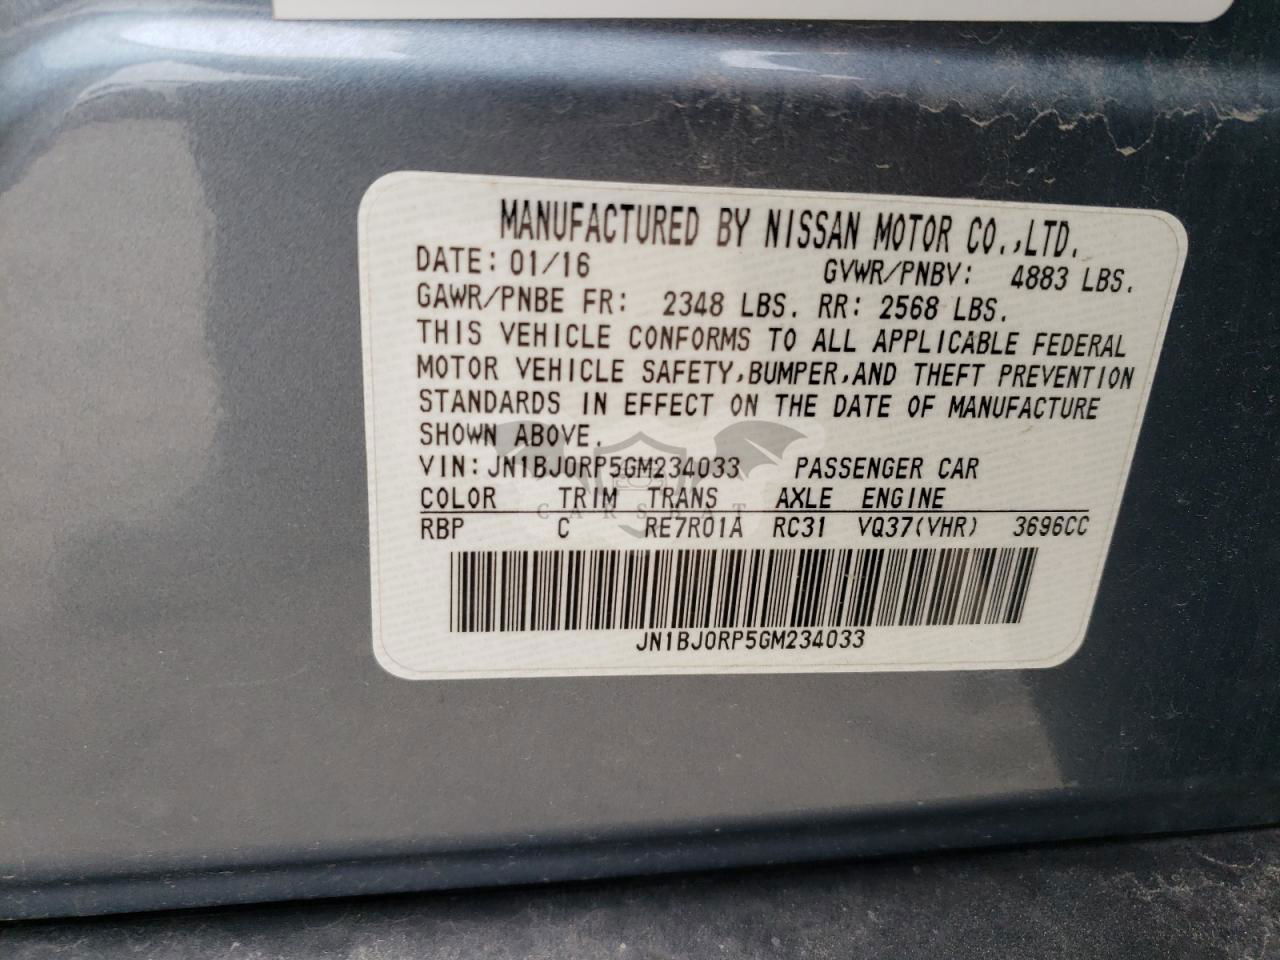 MANUFACTURED BY NISSAN MOTOR CO.,LTD.
DATE: 01/16 GVWR/PNBV: 4883 LBS.
GAWR/PNBE FR: 2348 LBS. RR: 2568 LBS.
THIS VEHICLE CONFORMS TO ALL APPLICABLE FEDERAL
MOTOR VEHICLE SAFETY,BUMPER,AND THEFT PREVENTION
STANDARDS IN EFFECT ON THE DATE OF MANUFACTURE
SHOWN ABOVE.
VIN: JN1BJ0RP5GM234033 PASSENGER CAR
COLOR TRIM TRANS AXLE ENGINE
CARSBAT
RBP C RE7R01A RC31 VQ37(VHR) 3696CC
JN1BJ0RP5GM234033